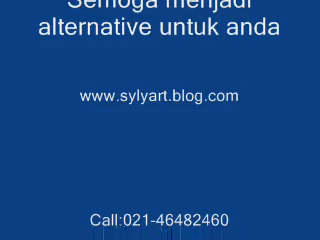 Semoga menjadi
alternative untuk anda
www.sylyart.blog.com
Call:021-46482460